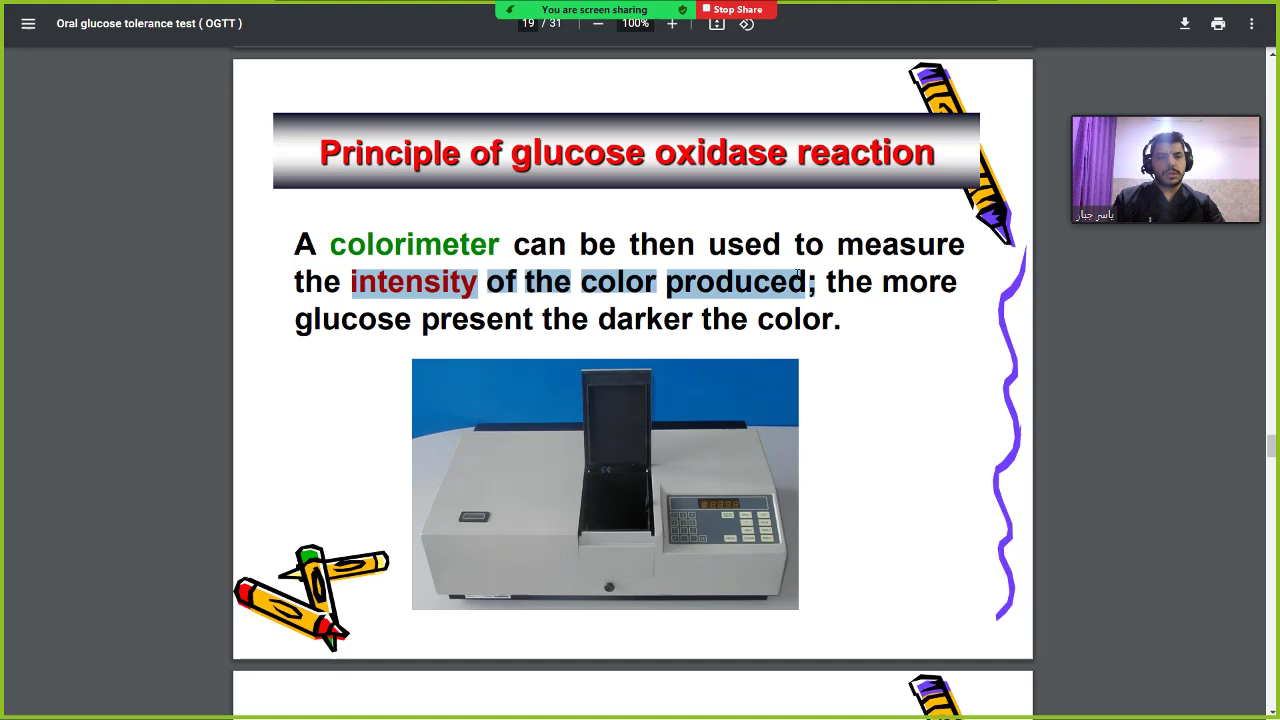 You are screen sharing
Stop Share
Oral glucose tolerance test ( OGTT )
19 / 31
100%
Principle of glucose oxidase reaction
A colorimeter can be then used to measure
the intensity of the color produced; the more
glucose present the darker the color.
ياسر جبار